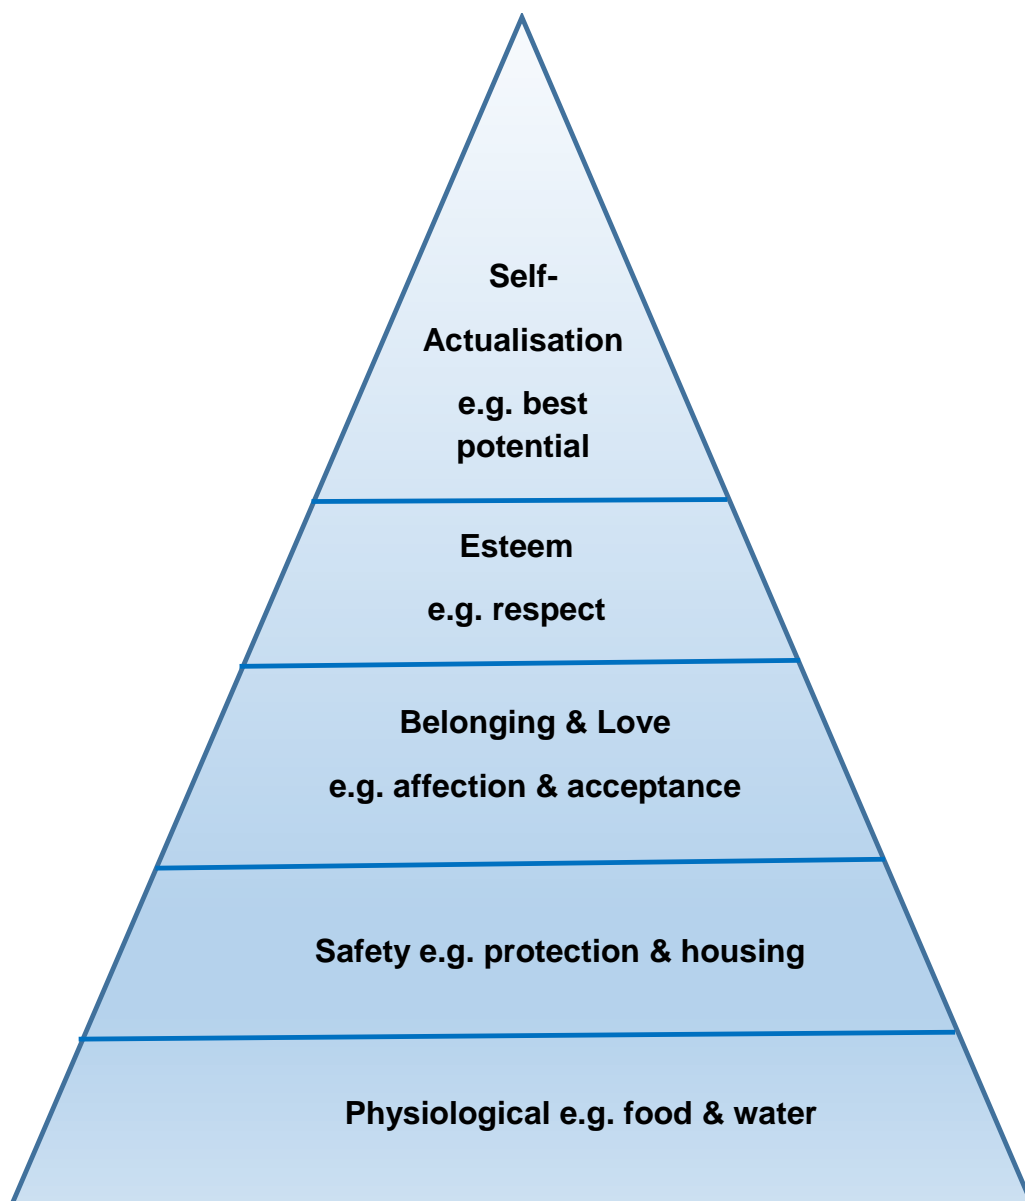 Self-
Actualisation
e.g. best
potential
Esteem
e.g. respect
Belonging & Love
e.g. affection & acceptance
Safety e.g. protection & housing
Physiological e.g. food & water